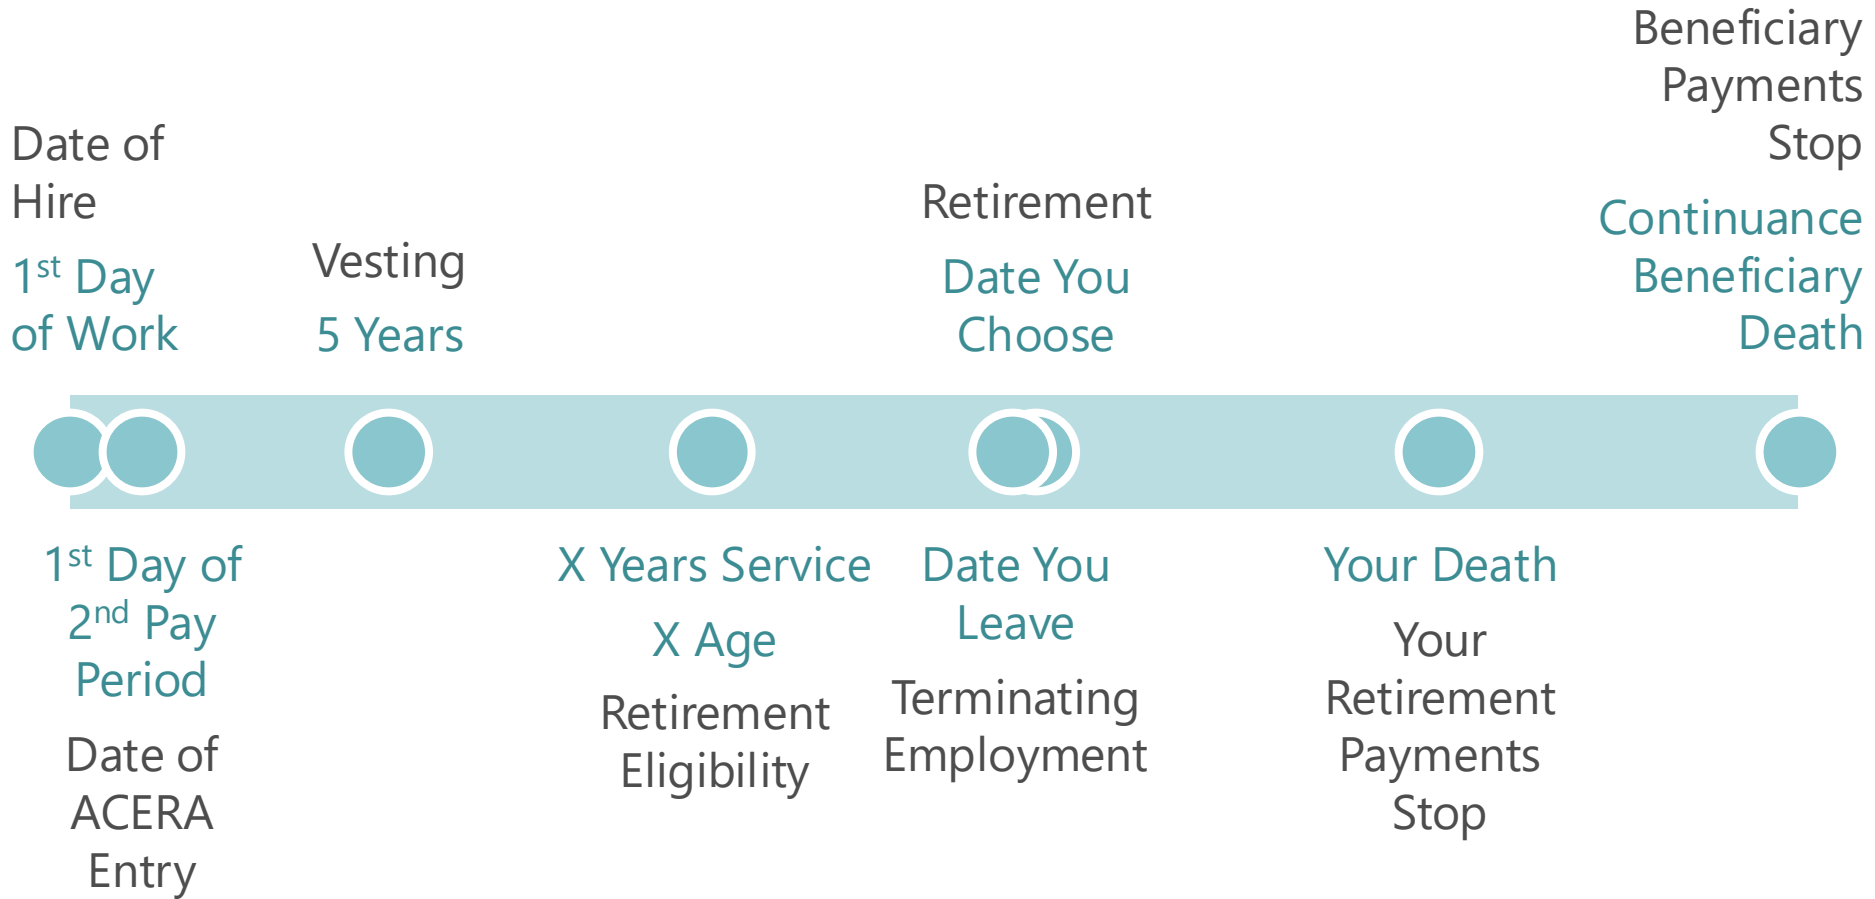 Date of
Hire
1st Day
of Work
Vesting
5 Years
Retirement
Date You
Choose
Beneficiary
Payments
Stop
Continuance
Beneficiary
Death
1st Day of
2nd Pay
Period
Date of
ACERA
Entry
X Years Service
X Age
Retirement
Eligibility
Date You
Leave
Terminating
Employment
Your Death
Your
Retirement
Payments
Stop